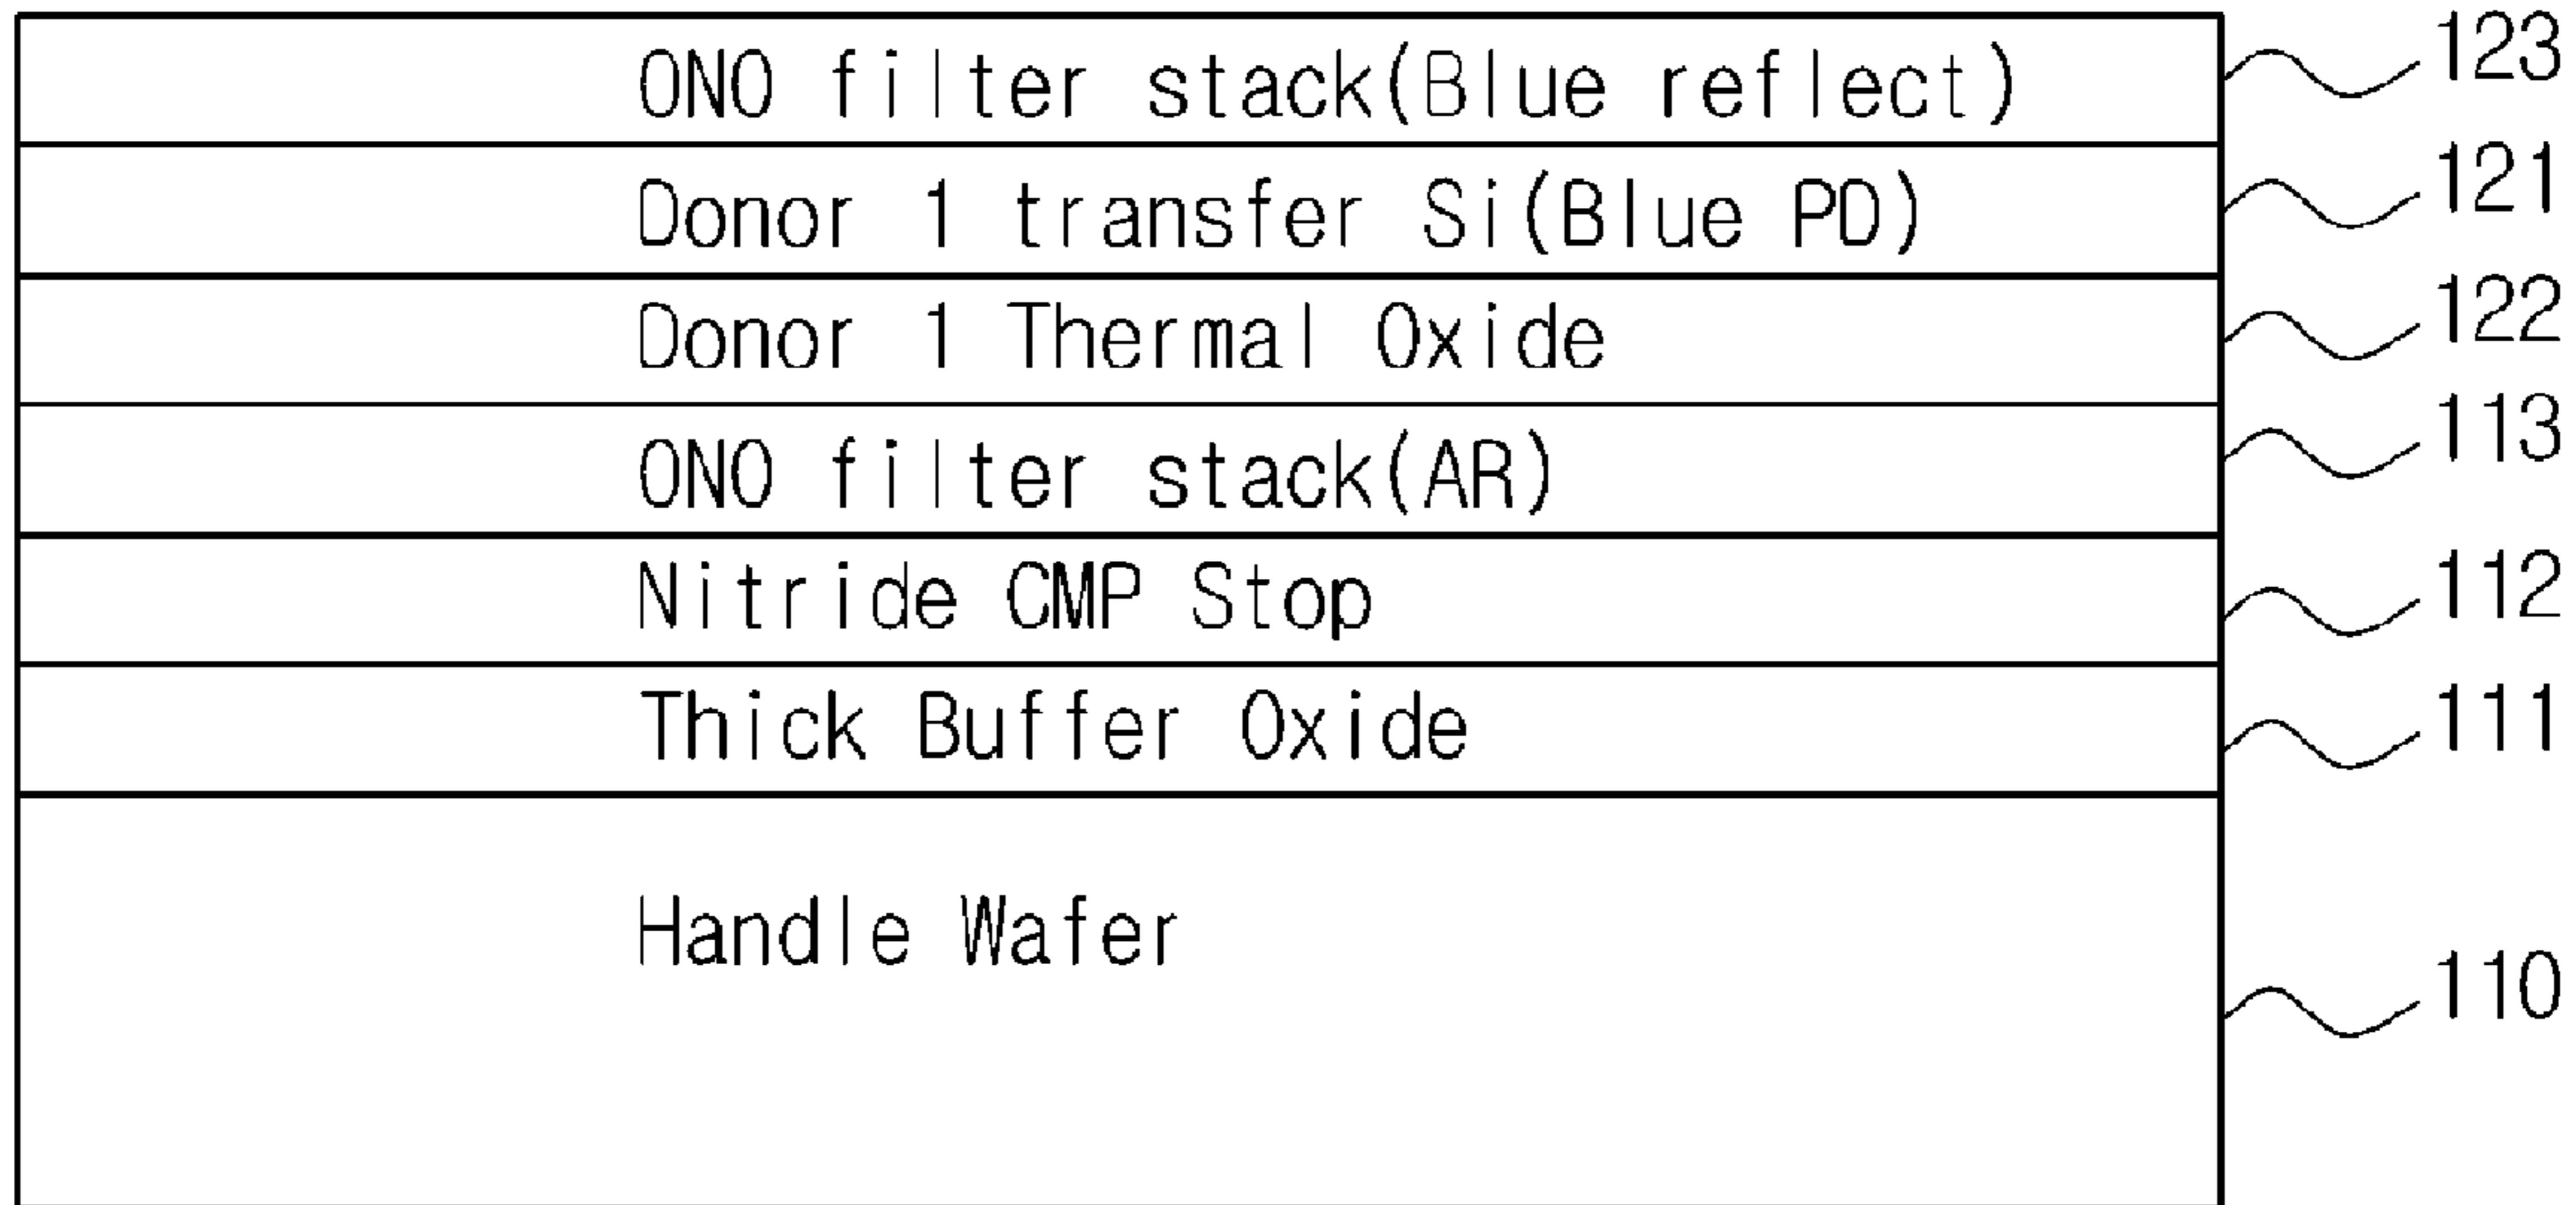 ONO filter stack(Blue reflect) 123
Donor 1 transfer Si(Blue PD) 121
Donor 1 Thermal Oxide 122
ONO filter stack(AR) 113
Nitride CMP Stop 112
Thick Buffer Oxide 111
Handle Wafer
110